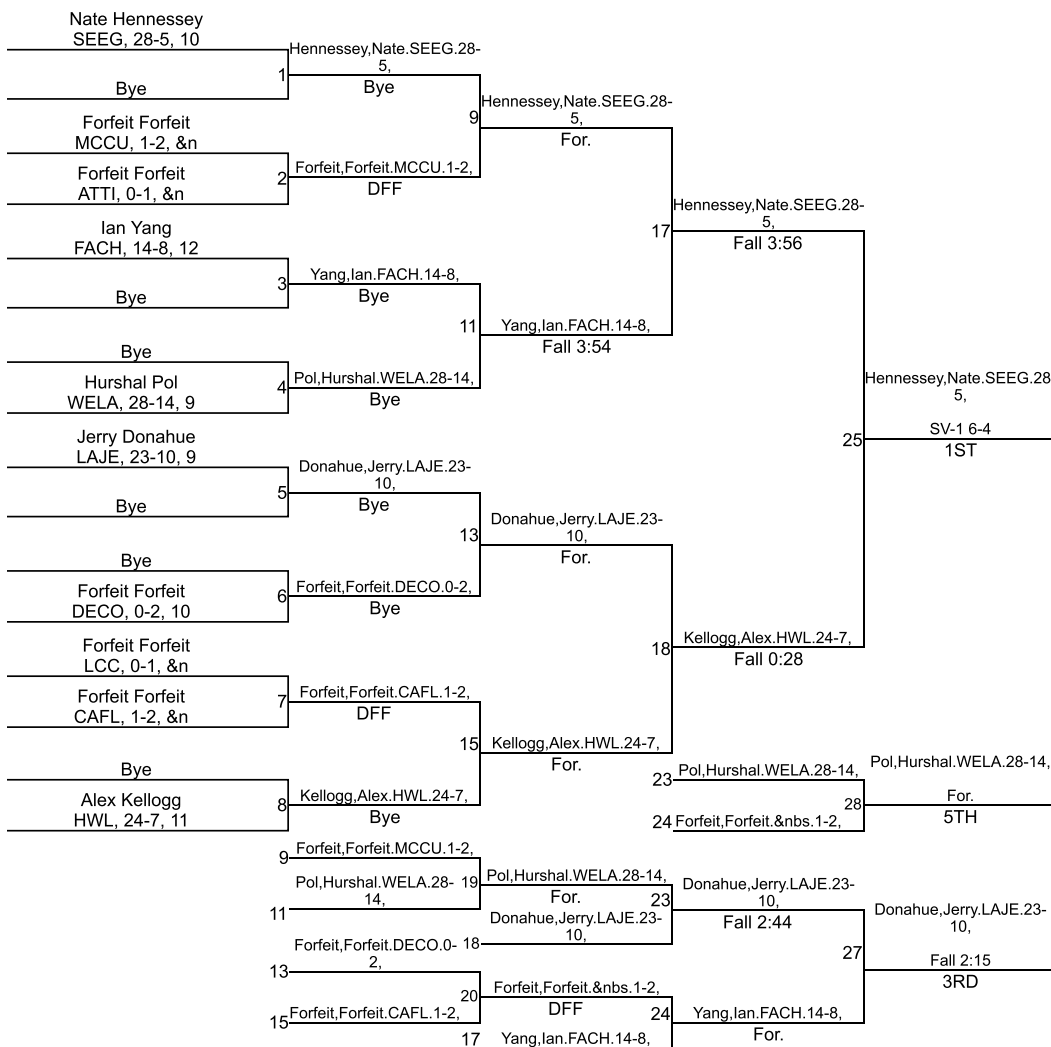 Nate Hennessey
SEEG, 28-5, 10
1
Hennessey,Nate.SEEG.28-
5,
Bye
Bye
Forfeit Forfeit
MCCU, 1-2, &n
9
Hennessey,Nate.SEEG.28-
5,
For.
Forfeit Forfeit
ATTI, 0-1, &n
2
Forfeit,Forfeit.MCCU.1-2,
DFF
Ian Yang
FACH, 14-8, 12
17
Hennessey,Nate.SEEG.28-
5,
Fall 3:56
Bye
3
Yang,Ian.FACH.14-8,
Bye
11
Yang,Ian.FACH.14-8,
Fall 3:54
Bye
Hurshal Pol
WELA, 28-14, 9
4
Pol,Hurshal.WELA.28-14,
Bye
Hennessey,Nate.SEEG.28
5,
25
SV-1 6-4
1ST
Jerry Donahue
LAJE, 23-10, 9
5
Donahue,Jerry.LAJE.23-
10,
Bye
Bye
13
Donahue,Jerry.LAJE.23-
10,
For.
Bye
Forfeit Forfeit
DECO, 0-2, 10
6
Forfeit,Forfeit.DECO.0-2,
Bye
Forfeit Forfeit
LCC, 0-1, &n
18
Kellogg,Alex.HWL.24-7,
Fall 0:28
Forfeit Forfeit
CAFL, 1-2, &n
7
Forfeit,Forfeit.CAFL.1-2,
DFF
15
Kellogg,Alex.HWL.24-7,
For.
Bye
Alex Kellogg
HWL, 24-7, 11
8
Kellogg,Alex.HWL.24-7,
Bye
23
Pol,Hurshal.WELA.28-14,
Pol,Hurshal.WELA.28-14,
28
For.
5TH
24
Forfeit,Forfeit.&nbs.1-2,
9
Forfeit,Forfeit.MCCU.1-2,
Pol,Hurshal.WELA.28-
14,
11
19
Pol,Hurshal.WELA.28-14,
For.
23
Donahue,Jerry.LAJE.23-
10,
Fall 2:44
Donahue,Jerry.LAJE.23-
10,
18
Donahue,Jerry.LAJE.23-
10,
27
Fall 2:15
3RD
Forfeit,Forfeit.DECO.0-
2,
13
20
Forfeit,Forfeit.&nbs.1-2,
DFF
24
Yang,Ian.FACH.14-8,
For.
15
Forfeit,Forfeit.CAFL.1-2,
17
Yang,Ian.FACH.14-8,